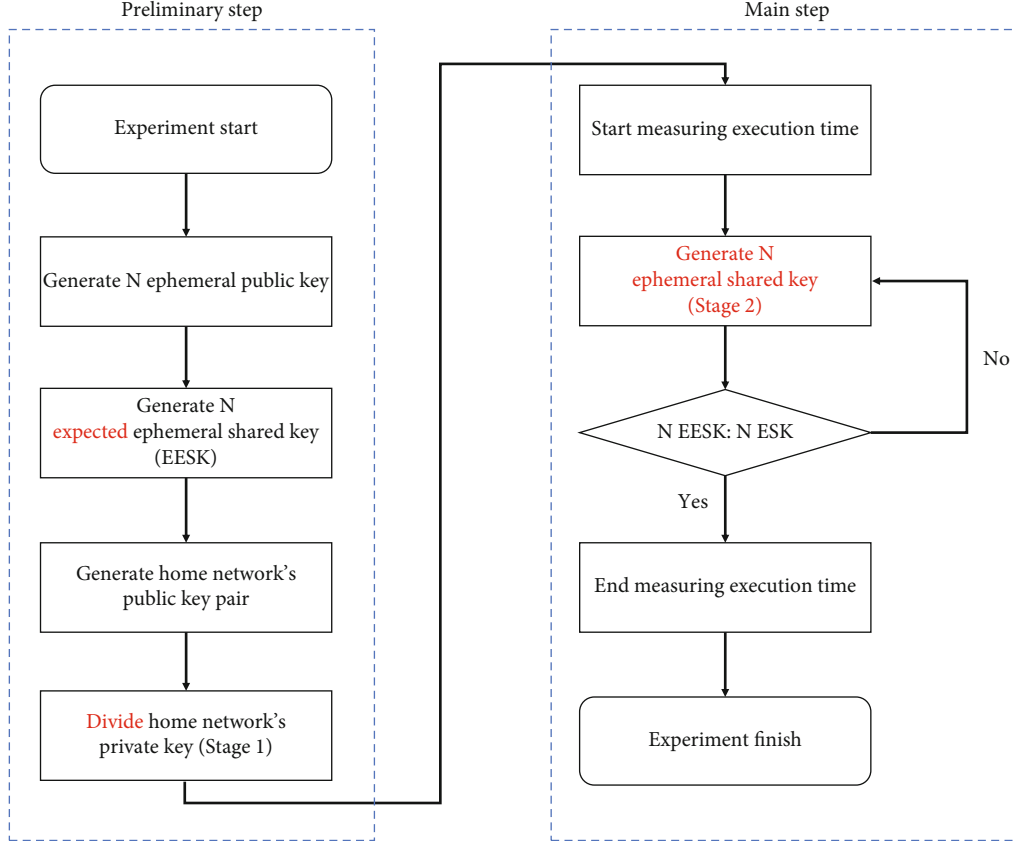 Preliminary step
Experiment start
Generate N ephemeral public key
Generate N
expected ephemeral shared key
(EESK)
Generate home network's
public key pair
Divide home network's
private key (Stage 1)
Main step
Start measuring execution time
Generate N
ephemeral shared key
(Stage 2)
No
N EESK: N ESK
Yes
End measuring execution time
Experiment finish